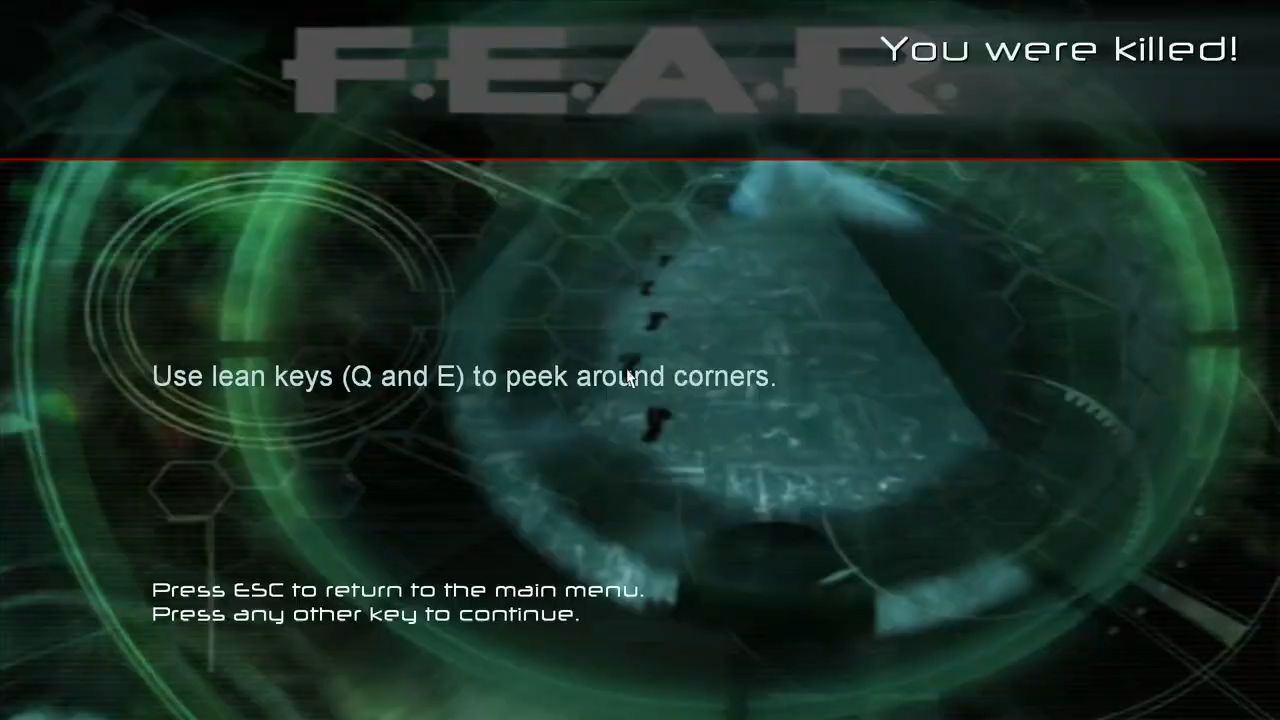 F.E.A.R.
You were killed!
Use lean keys (Q and E) to peek around corners.
Press ESC to return to the main menu.
Press any other key to continue.